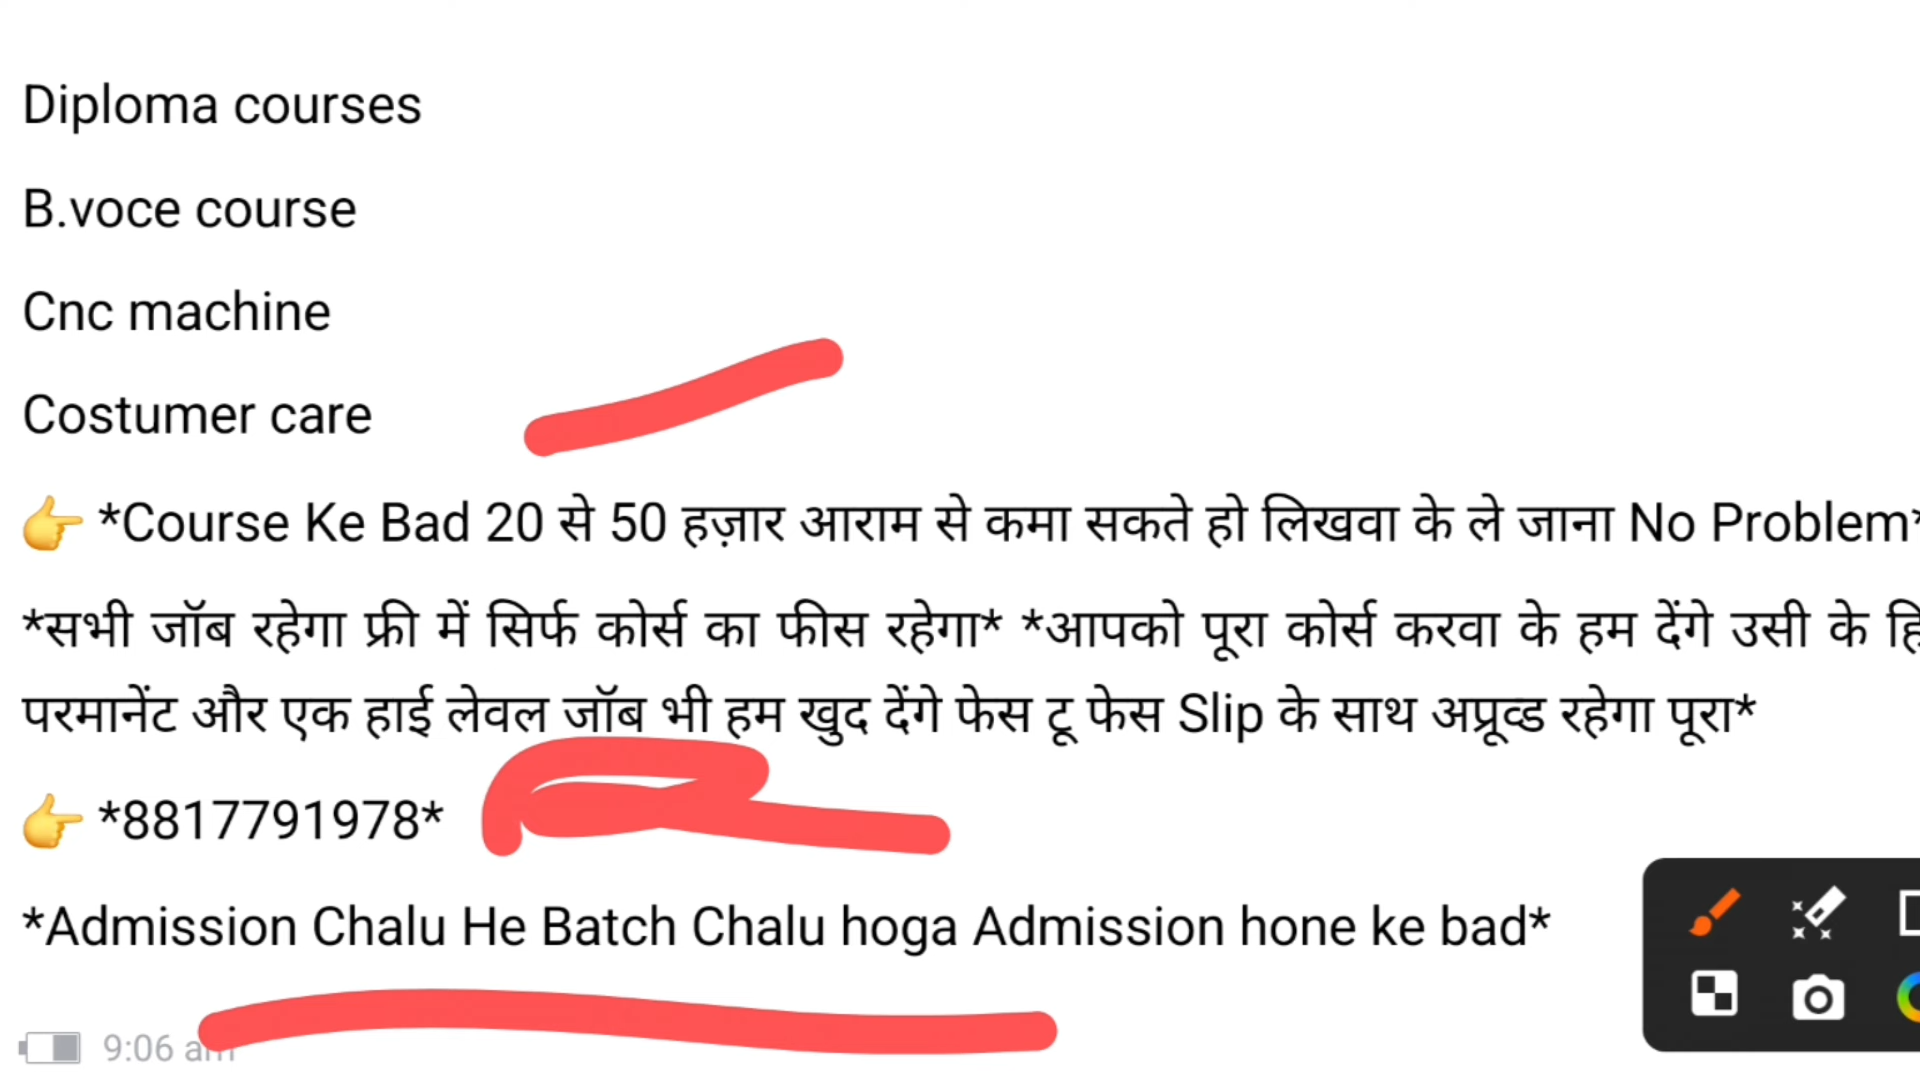 Diploma courses
B.voce course
Cnc machine
Costumer care
👉 *Course Ke Bad 20 से 50 हज़ार आराम से कमा सकते हो लिखवा के ले जाना No Problem*
*सभी जॉब रहेगा फ्री में सिर्फ कोर्स का फीस रहेगा* *आपको पूरा कोर्स करवा के हम देंगे उसी के
परमानेंट और एक हाई लेवल जॉब भी हम खुद देंगे फेस टू फेस Slip के साथ अप्रूव्ड रहेगा पूरा*
👉 *8817791978*
*Admission Chalu He Batch Chalu hoga Admission hone ke bad*
9:06 am